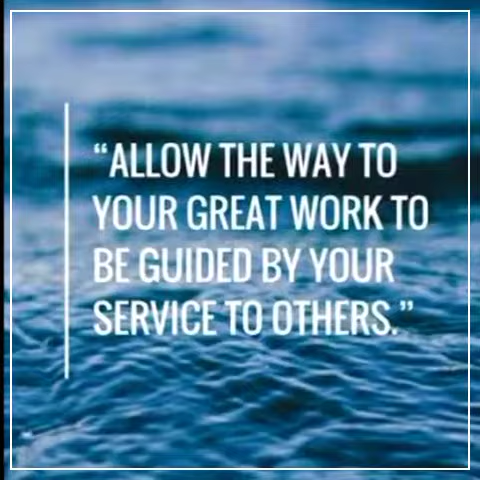 “ALLOW THE WAY TO
YOUR GREAT WORK TO
BE GUIDED BY YOUR
SERVICE TO OTHERS.”